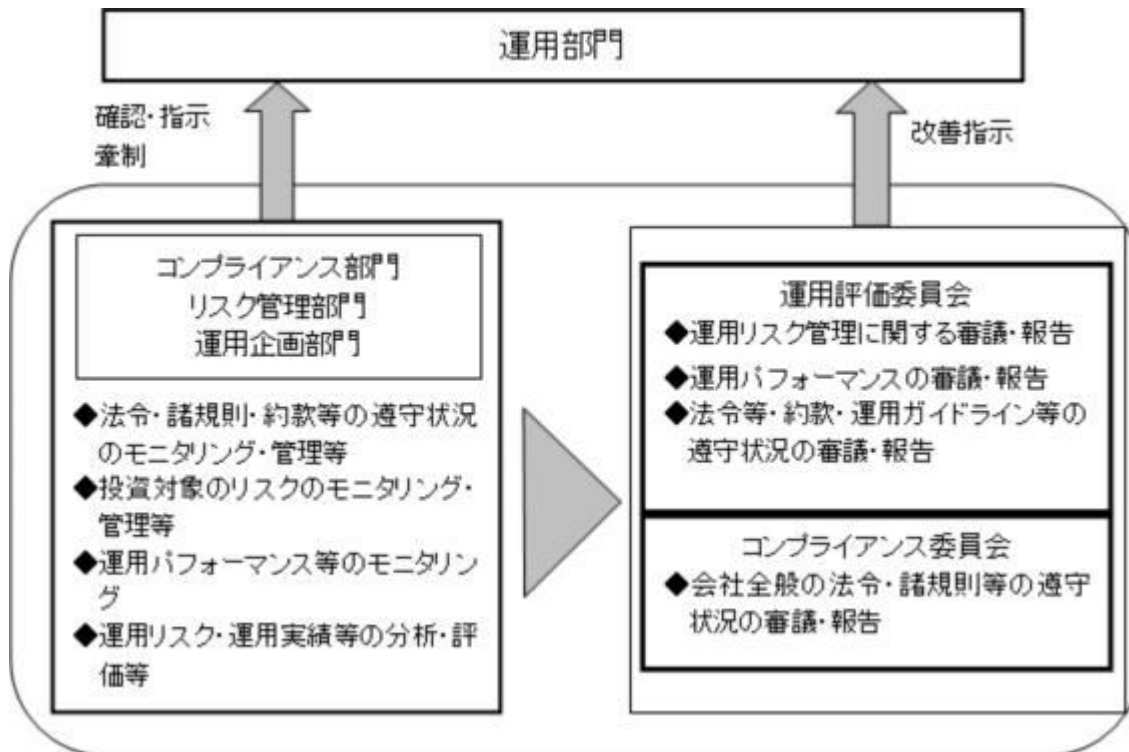 運用部門
確認・指示
牽制
改善指示
コンプライアンス部門
リスク管理部門
運用企画部門
◆法令・諸規則・約款等の遵守状況
のモニタリング・管理等
◆投資対象のリスクのモニタリング・
管理等
◆運用パフォーマンス等のモニタリン
グ
◆運用リスク・運用実績等の分析・評
価等
運用評価委員会
◆運用リスク管理に関する審議・報告
◆運用パフォーマンスの審議・報告
◆法令等・約款・運用ガイドライン等の
遵守状況の審議・報告
コンプライアンス委員会
◆会社全般の法令・諸規則等の遵守
状況の審議・報告